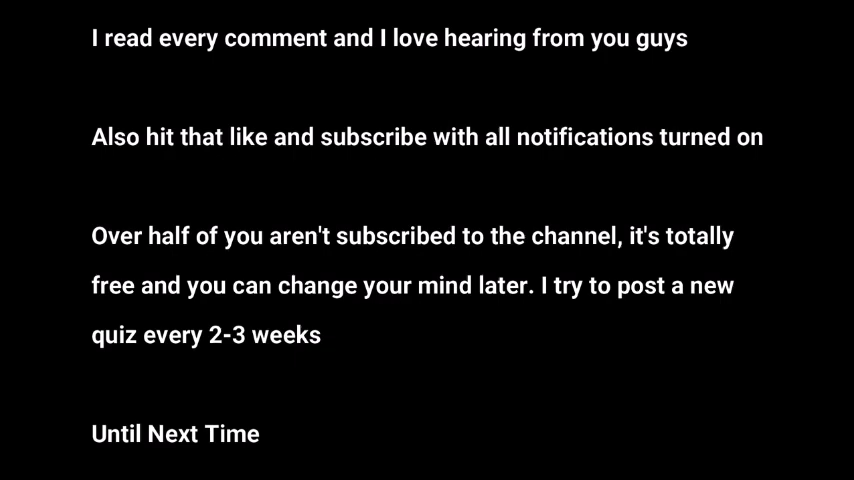 I read every comment and I love hearing from you guys
Also hit that like and subscribe with all notifications turned on
Over half of you aren't subscribed to the channel, it's totally
free and you can change your mind later. I try to post a new
quiz every 2-3 weeks
Until Next Time